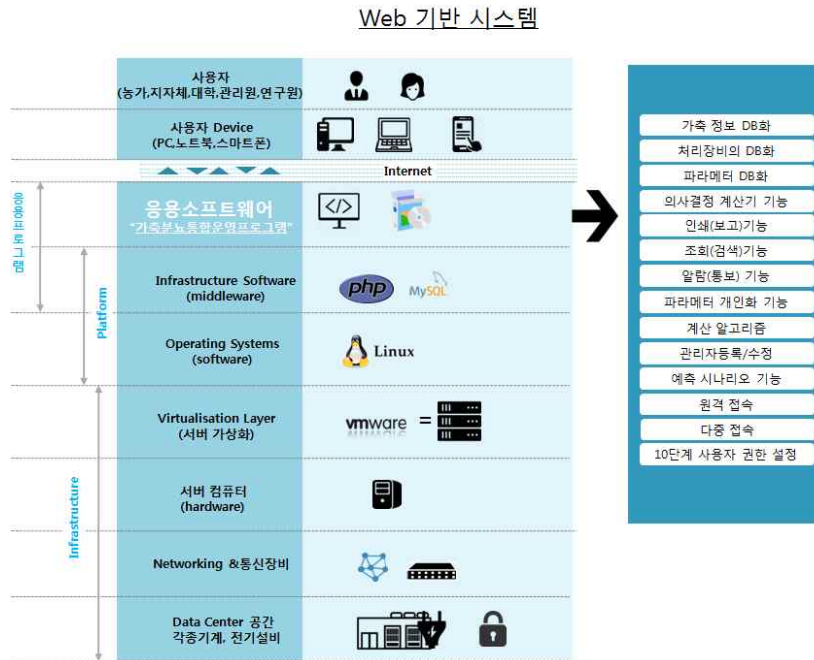 Web 기반 시스템
사용자
(농가,지자체,대학,관리원,연구원)
사용자 Device
(PC,노트북,스마트폰)
Internet
응용프로그램
응용소프트웨어
"가축분뇨통합운영프로그램"
</>
Platform
Infrastructure Software
(middleware)
php
MySQL
Operating Systems
(software)
Linux
Infrastructure
Virtualisation Layer
(서버 가상화)
vmware =
서버 컴퓨터
(hardware)
Networking &통신장비
Data Center 공간
각종기계, 전기설비
가축 정보 DB화
처리장비의 DB화
파라메터 DB화
의사결정 계산기 기능
인쇄(보고)기능
조회(검색)기능
알람(통보) 기능
파라메터 개인화 기능
계산 알고리즘
관리자등록/수정
예측 시나리오 기능
원격 접속
다중 접속
10단계 사용자 권한 설정